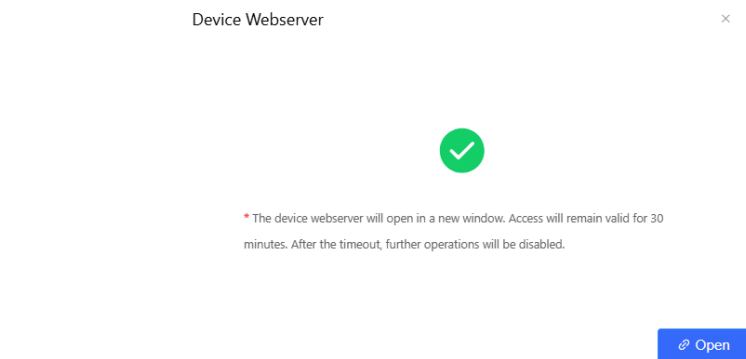 Device Webserver
* The device webserver will open in a new window. Access will remain valid for 30
minutes. After the timeout, further operations will be disabled.
Open